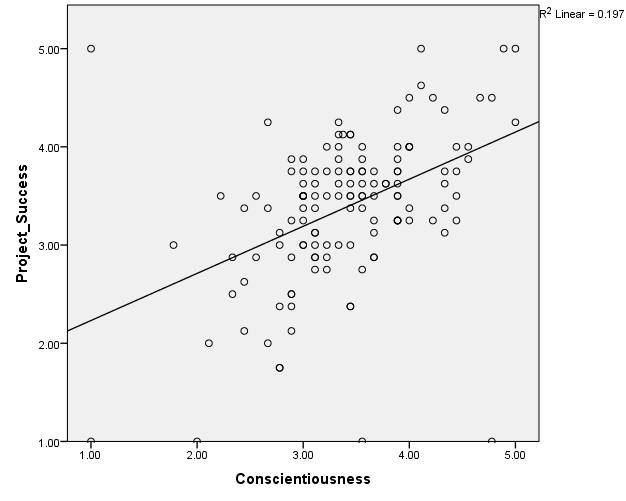 R2 Linear = 0.197
5.00
4.00
3.00
2.00
1.00
Project_Success
1.00 2.00 3.00 4.00 5.00
Conscientiousness